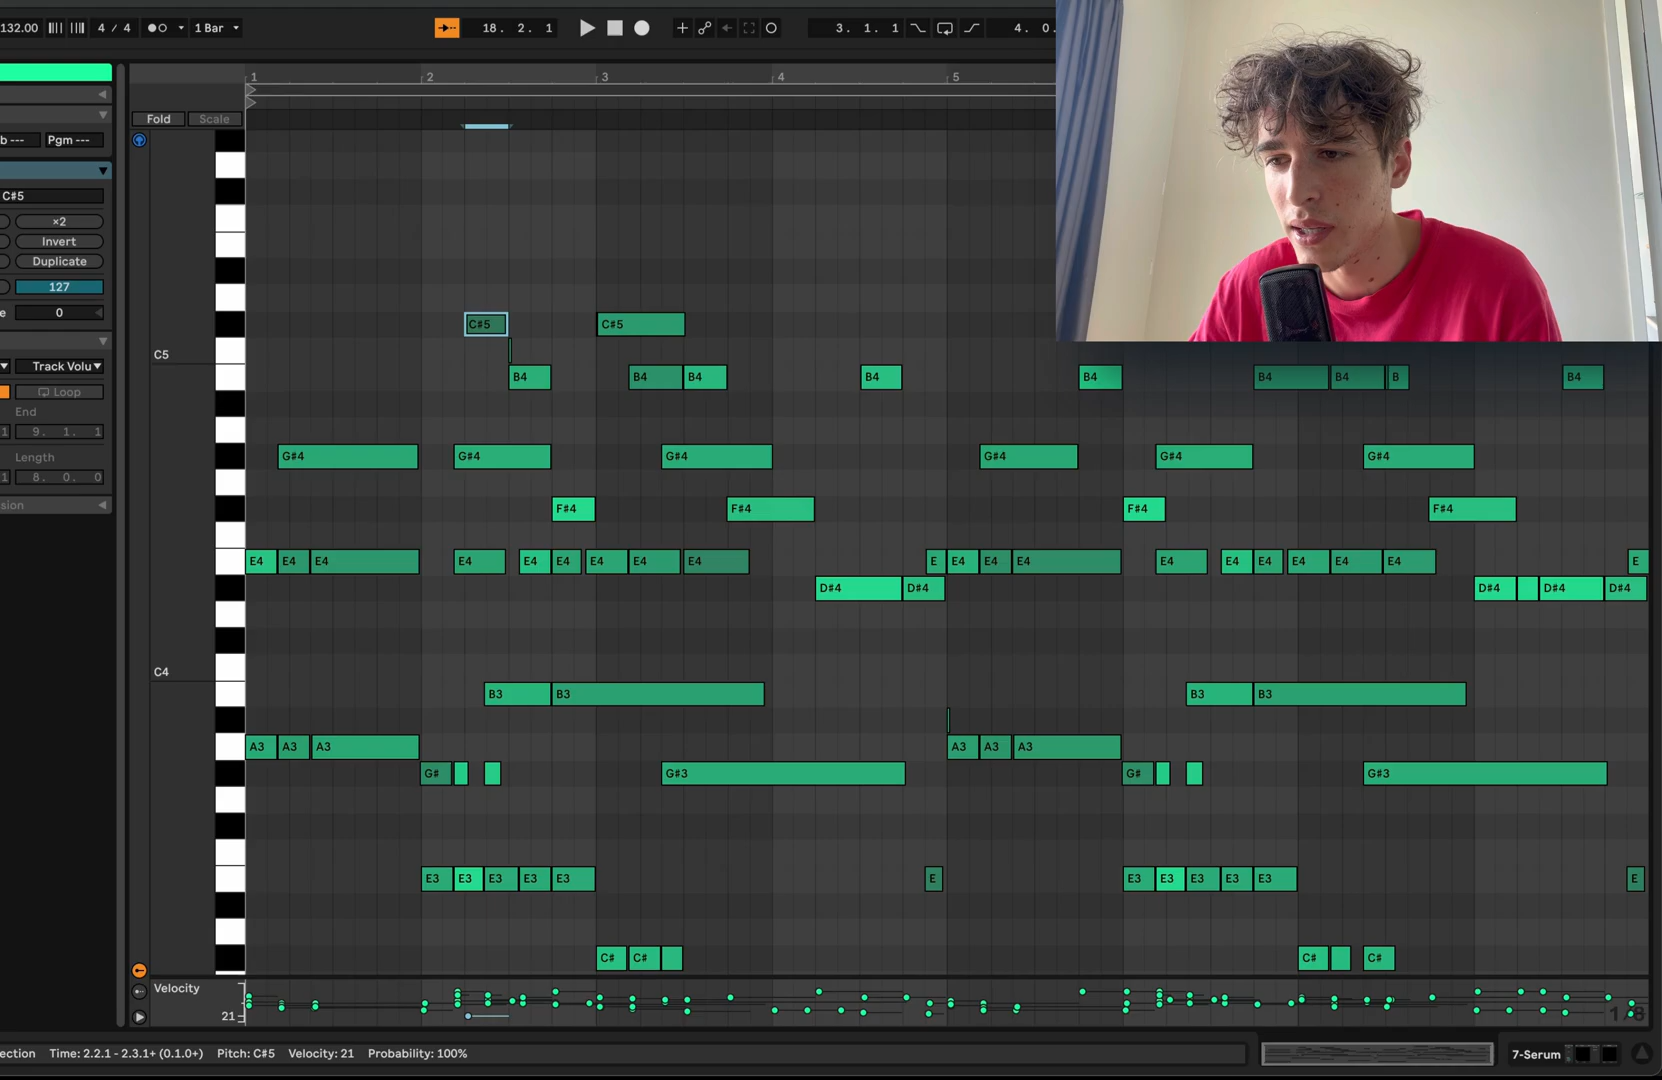 132.00 4 / 4 1 Bar 18. 2. 1 3. 1. 1 4. 0.
1 2 3 4 5
Fold Scale
b --- Pgm ---
C#5
×2
Invert
Duplicate
127
e 0
C#5 C#5
C5
Track Volu
B4 B4 B4 B4 B4 B4 B4 B B4
Loop
End
1 9. 1. 1
G#4 G#4 G#4 G#4 G#4 G#4
Length
1 8. 0. 0
sion
F#4 F#4 F#4 F#4
E4 E4 E4 E4 E4 E4 E4 E4 E4 E E4 E4 E4 E4 E4 E4 E4 E4 E4 E
D#4 D#4 D#4 D#4 D#4
C4
B3 B3 B3 B3
A3 A3 A3 A3 A3 A3
G# G#3 G# G#3
E3 E3 E3 E3 E3 E E3 E3 E3 E3 E3 E
C# C# C# C#
Velocity
21 1/8
ection Time: 2.2.1 - 2.3.1+ (0.1.0+) Pitch: C#5 Velocity: 21 Probability: 100% 7-Serum